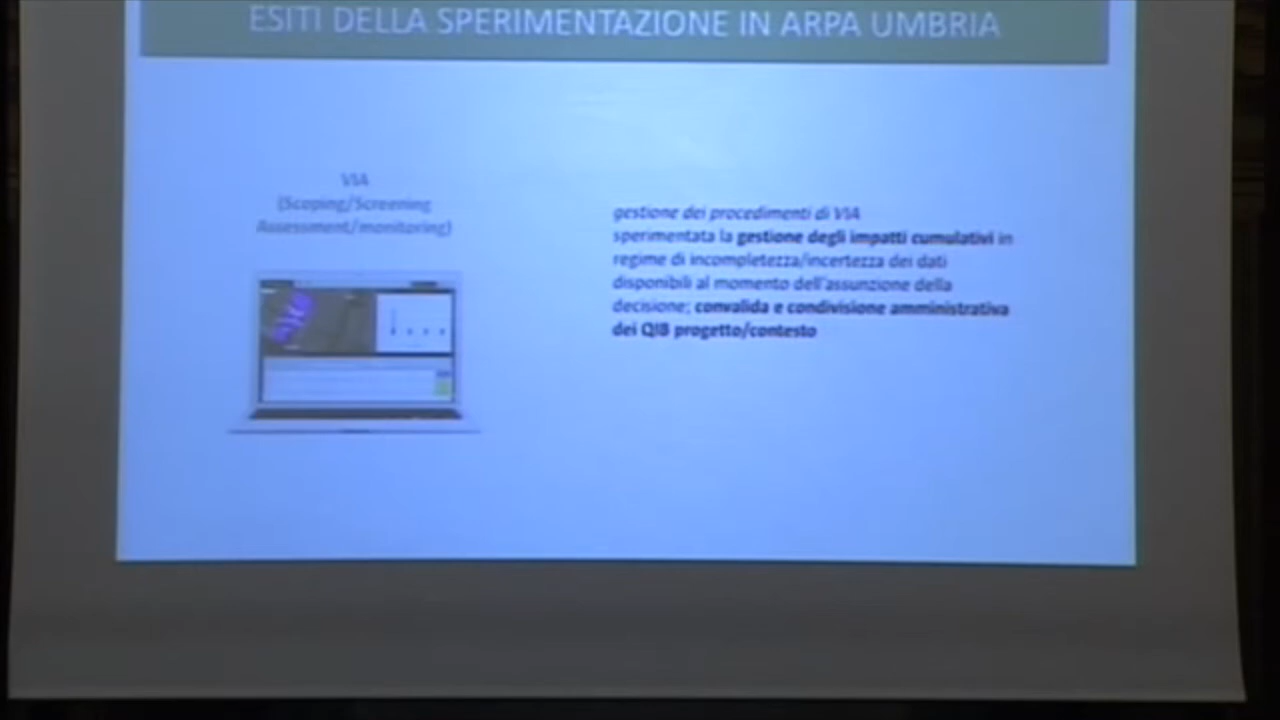 ESITI DELLA SPERIMENTAZIONE IN ARPA UMBRIA
VIA
(Scoping/Screening
Assessment/monitoring)
gestione dei procedimenti di VIA
sperimentata la gestione degli impatti cumulativi in
regime di incompletezza/incertezza dei dati
disponibili al momento dell'assunzione della
decisione; convalida e condivisione amministrativa
dei progetto/contesto